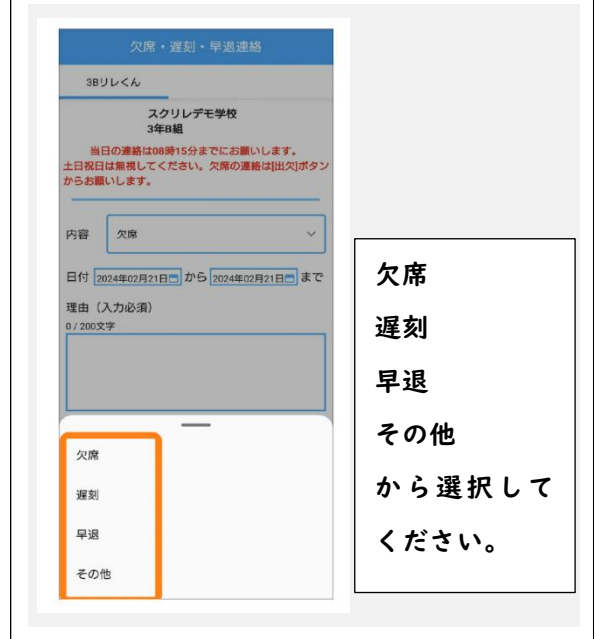 欠席・遅刻・早退連絡
3Bリレくん
スクリレデモ学校
3年B組
当日の連絡は08時15分までにお願いします。
土日祝日は無視してください。欠席の連絡は[出欠]ボタン
からお願いします。
内容 欠席
日付 2024年02月21日 から 2024年02月21日 まで
理由（入力必須）
0 / 200文字
欠席
遅刻
早退
その他
欠席
遅刻
早退
その他
から選択して
ください。